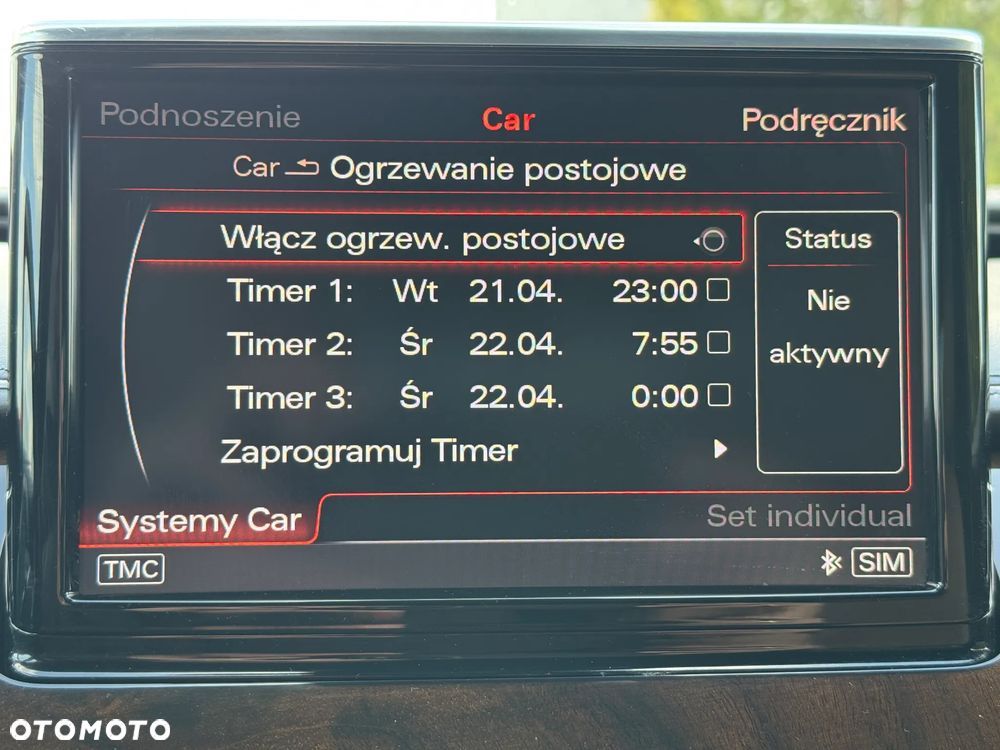 Podnoszenie Car Podręcznik
Car Ogrzewanie postojowe
Włącz ogrzew. postojowe
Timer 1: Wt 21.04. 23:00
Timer 2: Śr 22.04. 7:55
Timer 3: Śr 22.04. 0:00
Zaprogramuj Timer
Status
Nie
aktywny
Systemy Car Set individual
TMC SIM
OTOMOTO